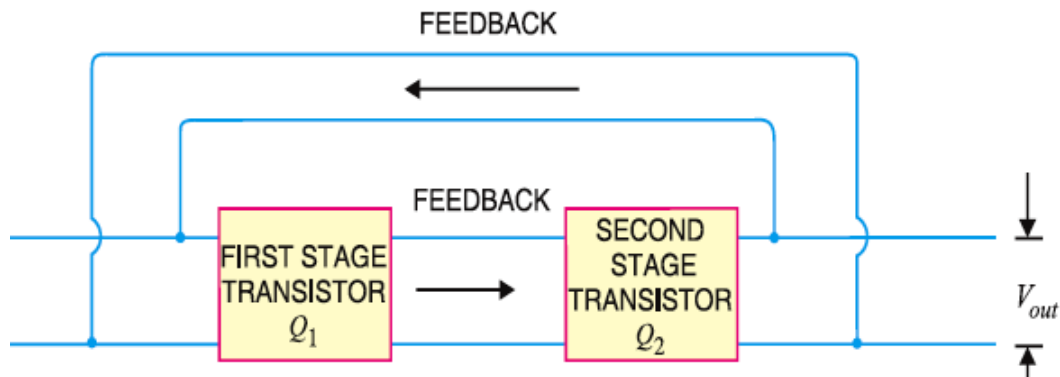 FEEDBACK
FEEDBACK
FIRST STAGE
TRANSISTOR
Q1
SECOND
STAGE
TRANSISTOR
Q2
Vout